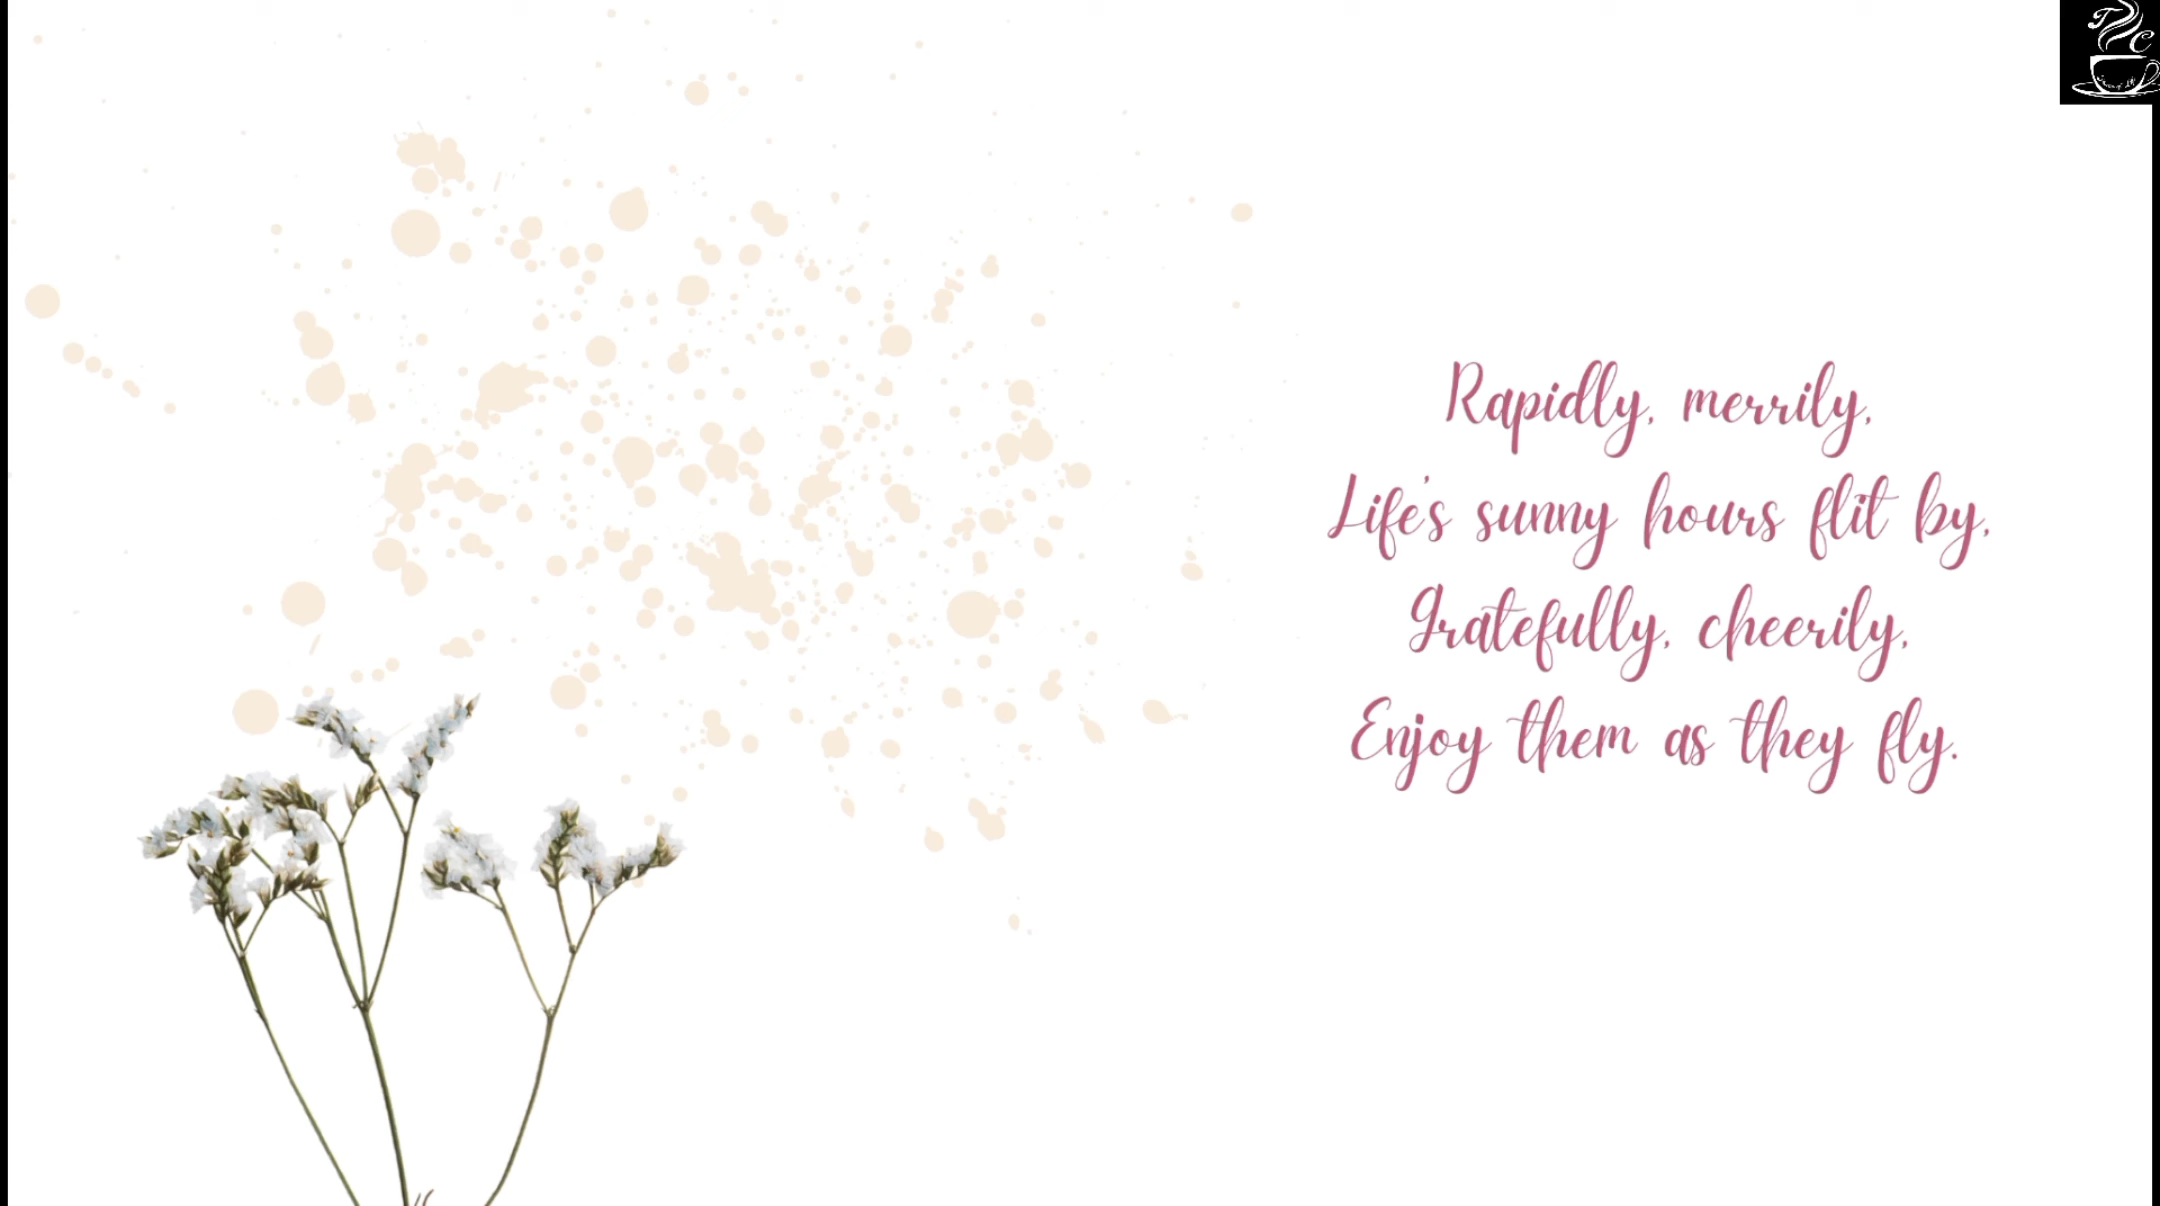 T C
Rapidly, merrily,
Life's sunny hours flit by,
Gratefully, cheerily,
Enjoy them as they fly.